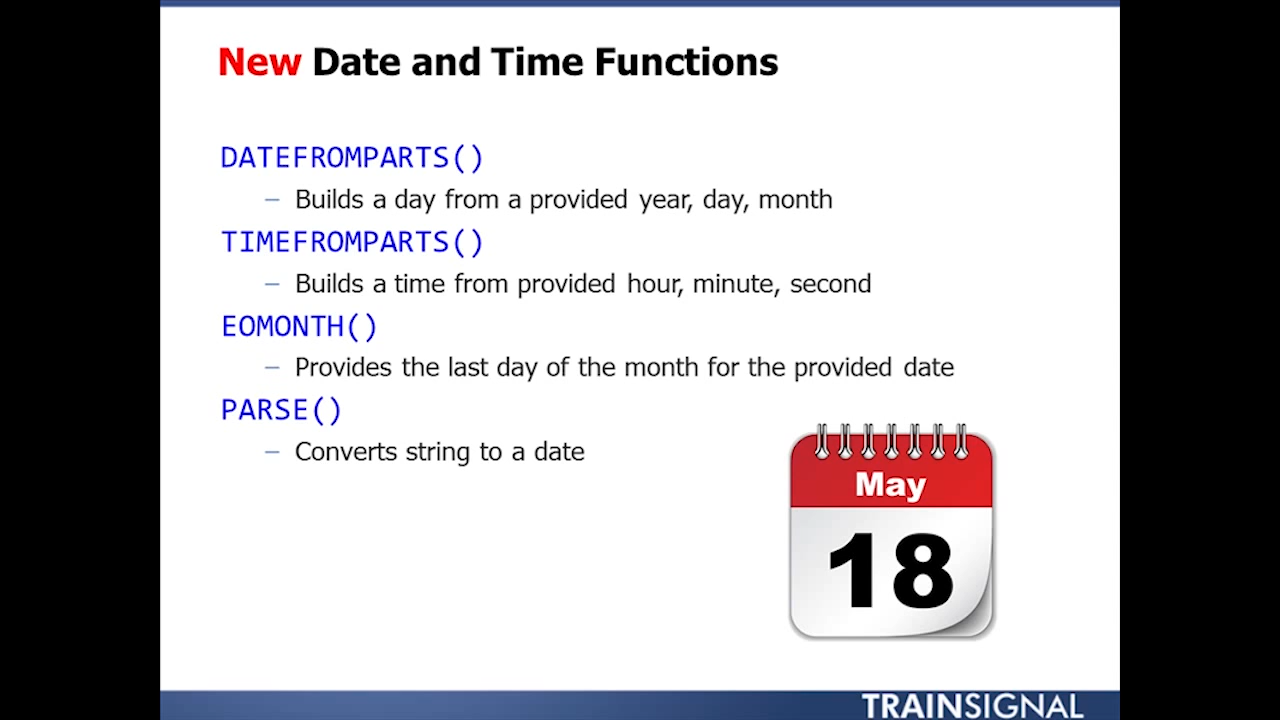 New Date and Time Functions
DATEFROMPARTS()
– Builds a day from a provided year, day, month
TIMEFROMPARTS()
– Builds a time from provided hour, minute, second
EOMONTH()
– Provides the last day of the month for the provided date
PARSE()
– Converts string to a date
May
18
TRAINSIGNAL